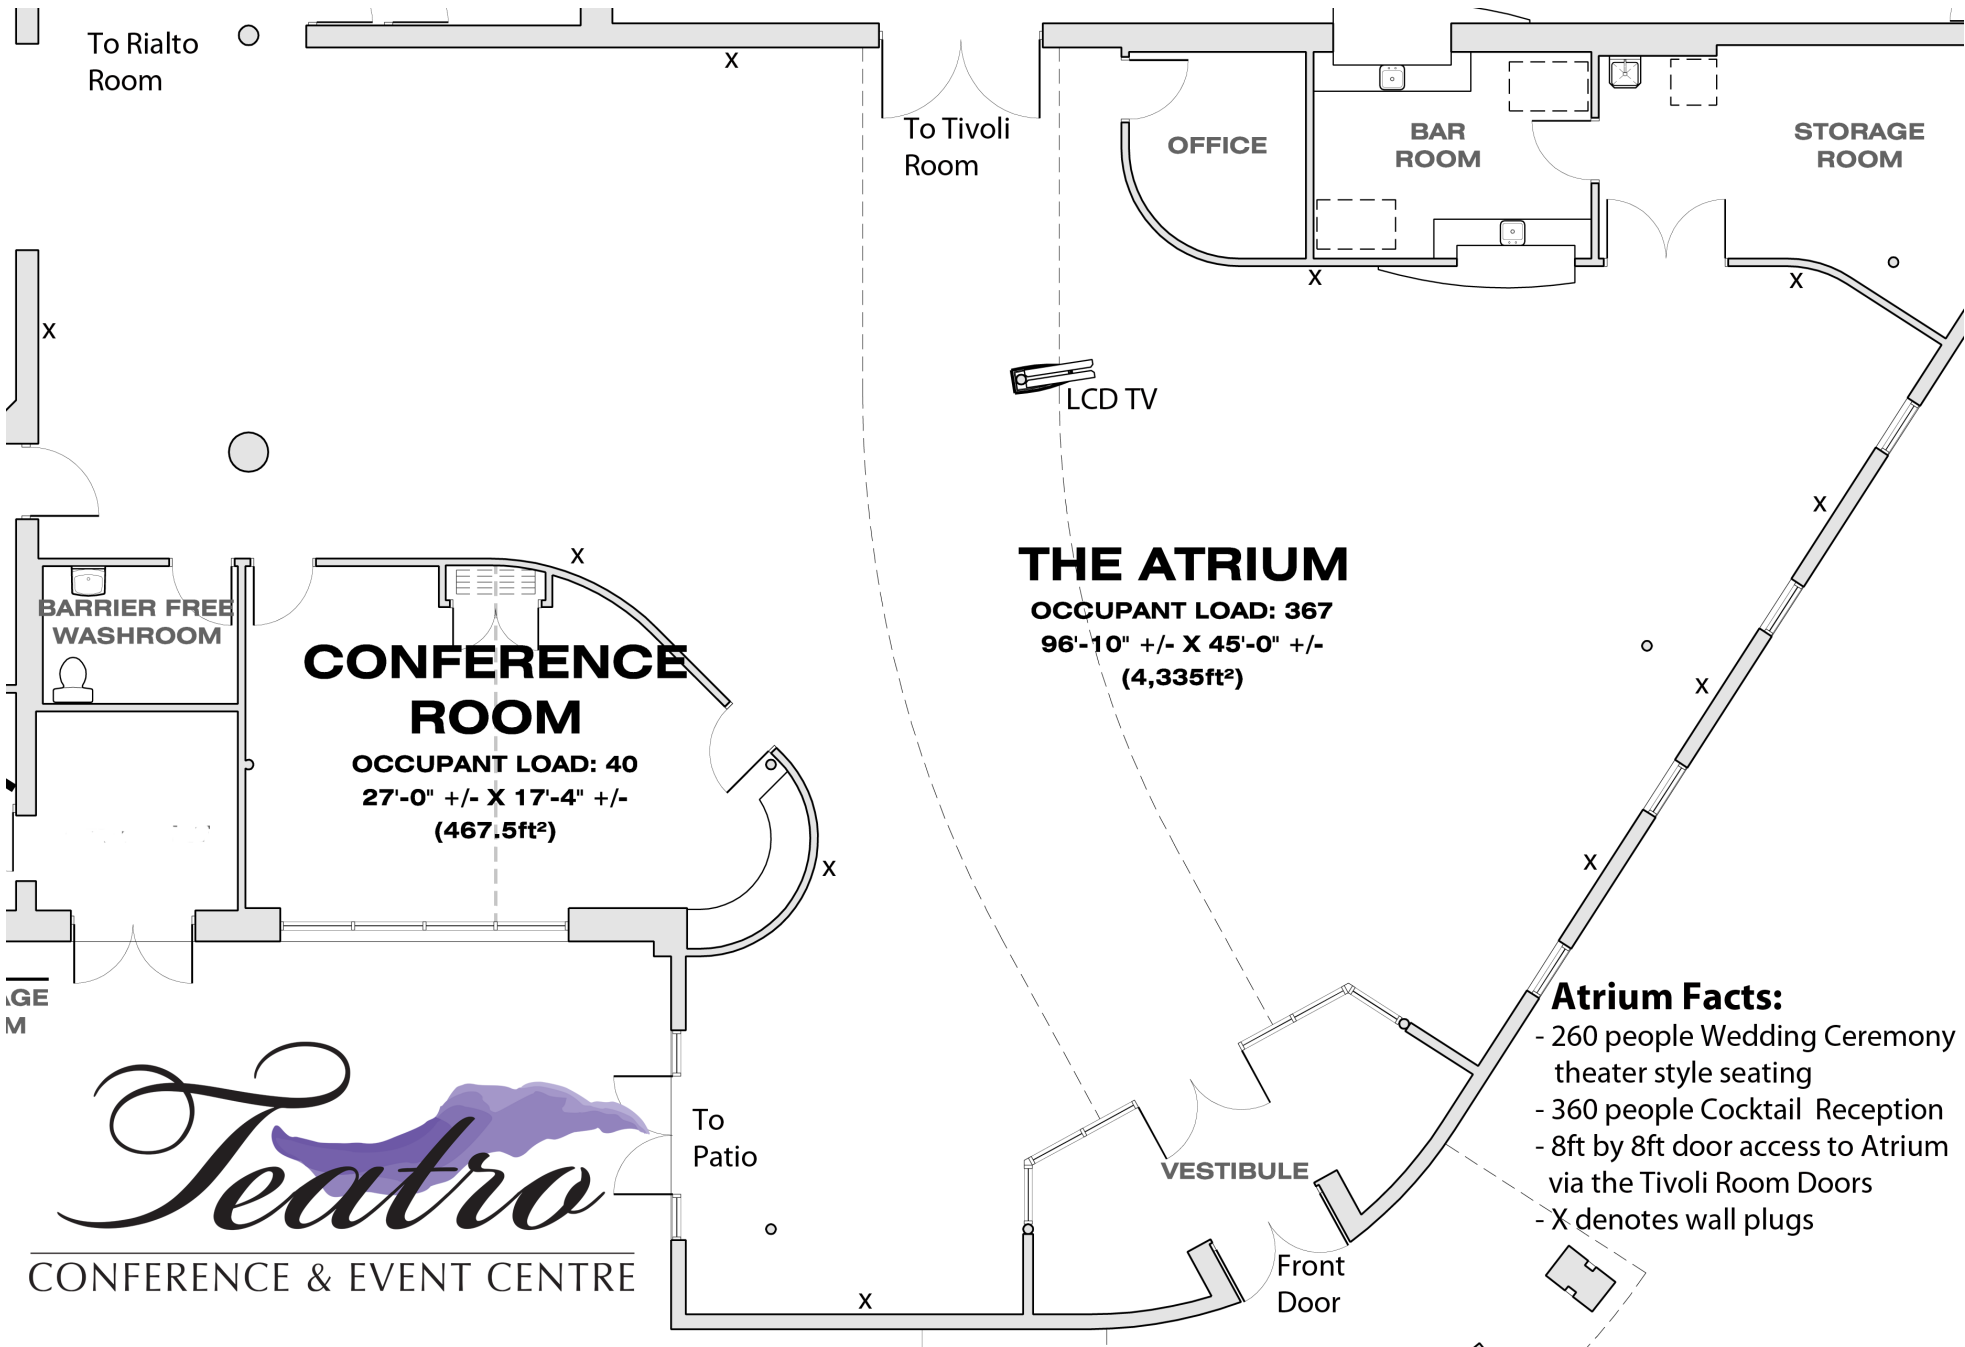 To Rialto
Room
x
To Tivoli
Room
OFFICE
BAR
ROOM
STORAGE
ROOM
x
x
x
LCD TV
x
x
THE ATRIUM
OCCUPANT LOAD: 367
96'-10" +/- X 45'-0" +/-
(4,335ft²)
BARRIER FREE
WASHROOM
CONFERENCE
ROOM
OCCUPANT LOAD: 40
27'-0" +/- X 17'-4" +/-
(467.5ft²)
x
x
x
AGE
M
Atrium Facts:
- 260 people Wedding Ceremony
theater style seating
- 360 people Cocktail Reception
- 8ft by 8ft door access to Atrium
via the Tivoli Room Doors
- X denotes wall plugs
To
Patio
VESTIBULE
Front
Door
x
Teatro
CONFERENCE & EVENT CENTRE